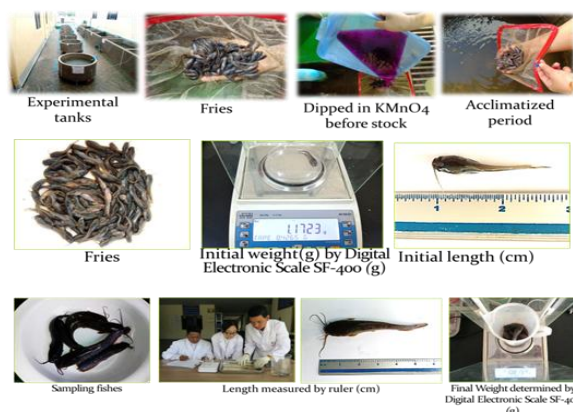 Experimental
tanks
Fries
Dipped in KMnO4
before stock
Acclimatized
period
1.1723
1
2
Fries
Initial weight(g) by Digital
Electronic Scale SF-400 (g)
Initial length (cm)
Sampling fishes
Length measured by ruler (cm)
Final Weight determined by
Digital Electronic Scale SF-40
(g)